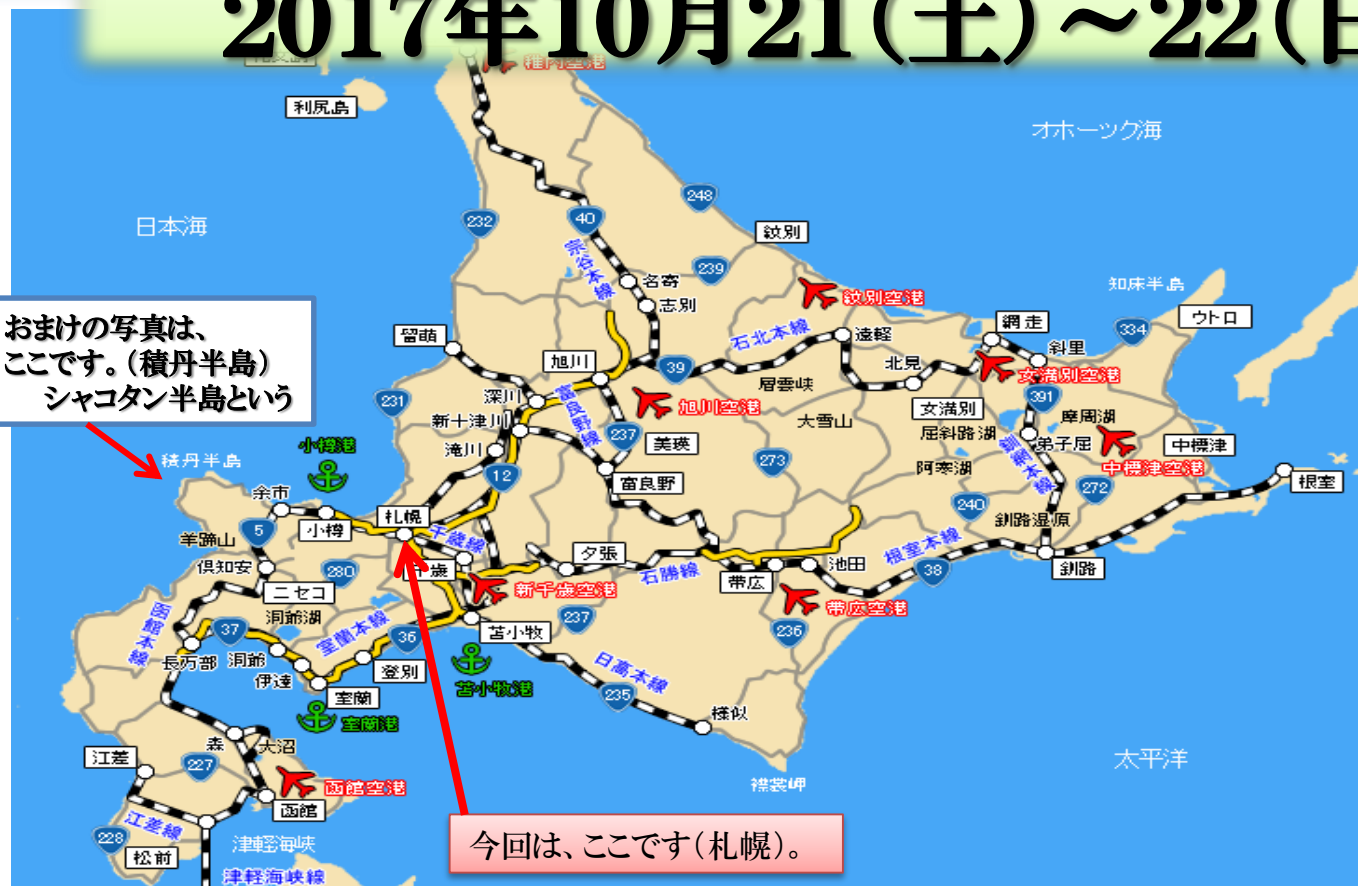 2017年10月21(土)～22(日
稚内空港
利尻島
オホーツク海
248
日本海
232
40
紋別
宗谷本線
239
名寄
知床半島
紋別空港
志別
ウトロ
おまけの写真は、
ここです。(積丹半島)
シャコタン半島という
留萌
石北本線
遠軽
網走
334
斜里
旭川
39
北見
女満別空港
層雲峡
深川
富良野線
旭川空港
391
231
女満別
摩周湖
新十津川
大雪山
屈斜路湖
弟子屈
中標津
237
美瑛
小樽港
滝川
積丹半島
273
阿寒湖
釧網本線
中標津空港
12
富良野
272
根室
余市
240
札幌
5
小樽
千歳線
釧路湿原
羊蹄山
夕張
根室本線
倶知安
280
千歳
石勝線
池田
38
釧路
帯広
新千歳空港
ニセコ
帯広空港
函館本線
洞爺湖
237
37
室蘭本線
36
苫小牧
236
長万部
洞爺
登別
日高本線
伊達
苫小牧港
235
室蘭
様似
室蘭港
森
大沼
江差
227
太平洋
函館空港
襟裳岬
函館
江差線
今回は、ここです(札幌)。
228
津軽海峡
松前
津軽海峡線